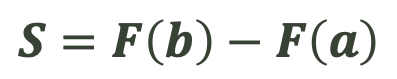 S = F(b) − F(a)